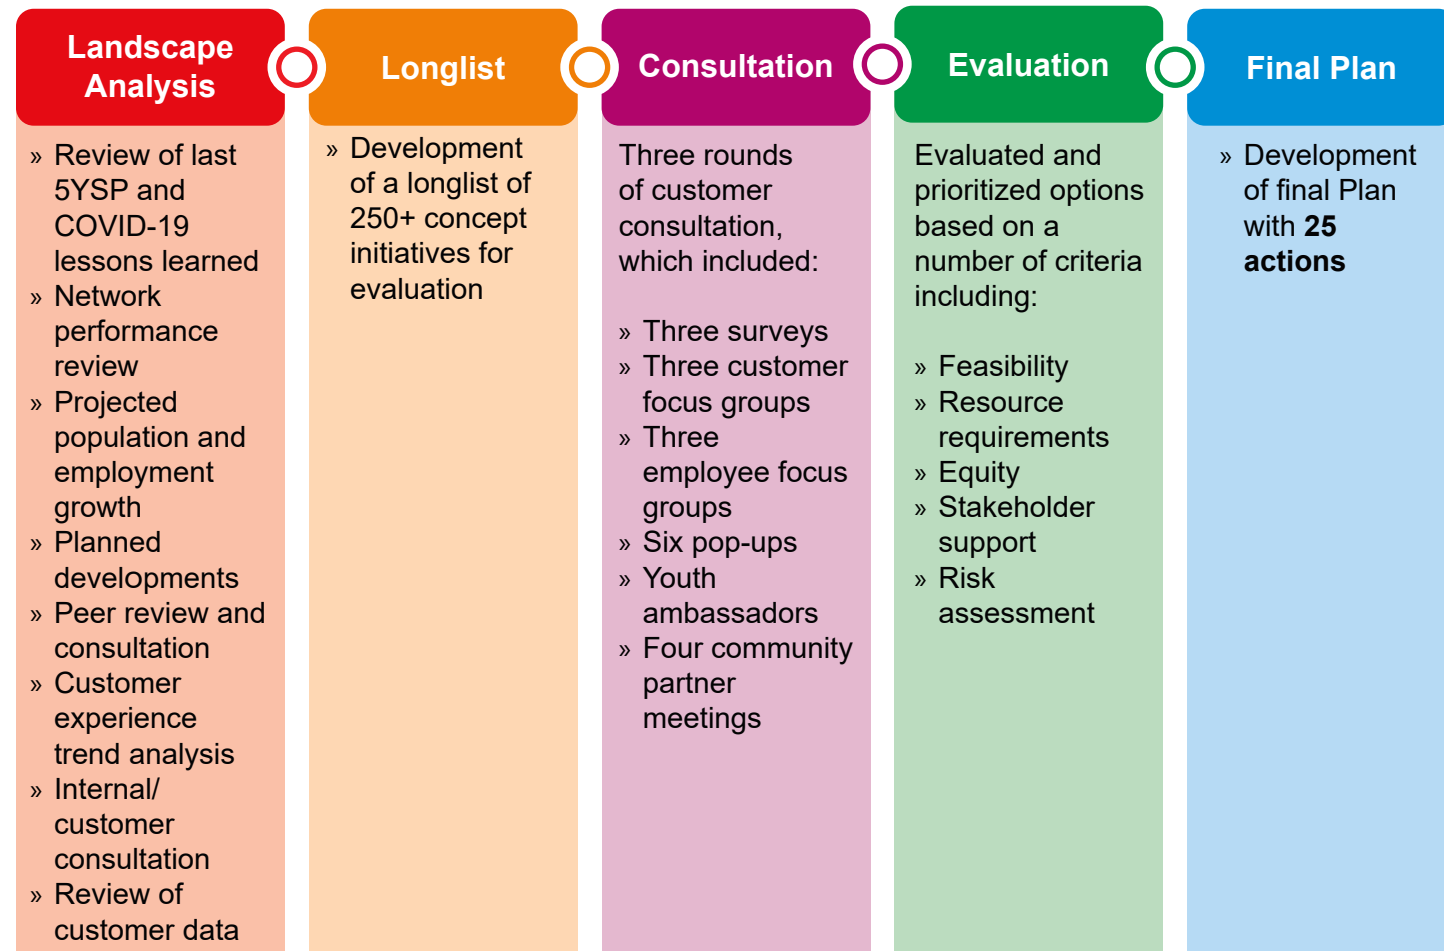 Landscape
Analysis
» Review of last
5YSP and
COVID-19
lessons learned
» Network
performance
review
» Projected
population and
employment
growth
» Planned
developments
» Peer review and
consultation
» Customer
experience
trend analysis
» Internal/
customer
consultation
» Review of
customer data
Longlist
» Development
of a longlist of
250+ concept
initiatives for
evaluation
Consultation
Three rounds
of customer
consultation,
which included:
» Three surveys
» Three customer
focus groups
» Three
employee focus
groups
» Six pop-ups
» Youth
ambassadors
» Four community
partner
meetings
Evaluation
Evaluated and
prioritized options
based on a
number of criteria
including:
» Feasibility
» Resource
requirements
» Equity
» Stakeholder
support
» Risk
assessment
Final Plan
» Development
of final Plan
with 25
actions